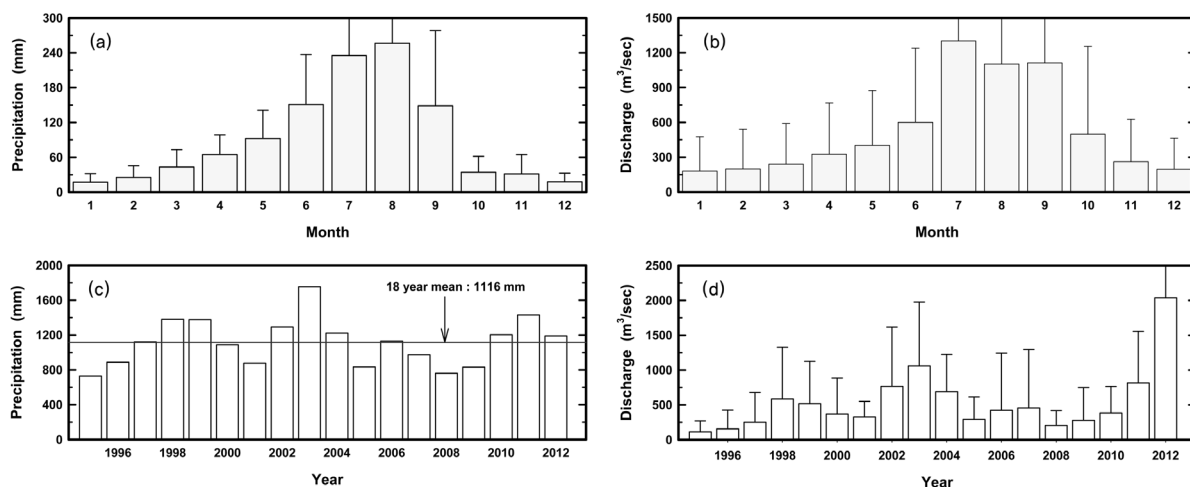 (a)
Precipitation (mm)
300
240
180
120
60
0
1 2 3 4 5 6 7 8 9 10 11 12
Month
(b)
Discharge (m³/sec)
1500
1200
900
600
300
0
1 2 3 4 5 6 7 8 9 10 11 12
Month
(c)
18 year mean : 1116 mm
Precipitation (mm)
2000
1600
1200
800
400
0
1996 1998 2000 2002 2004 2006 2008 2010 2012
Year
(d)
Discharge (m³/sec)
2500
2000
1500
1000
500
0
1996 1998 2000 2002 2004 2006 2008 2010 2012
Year